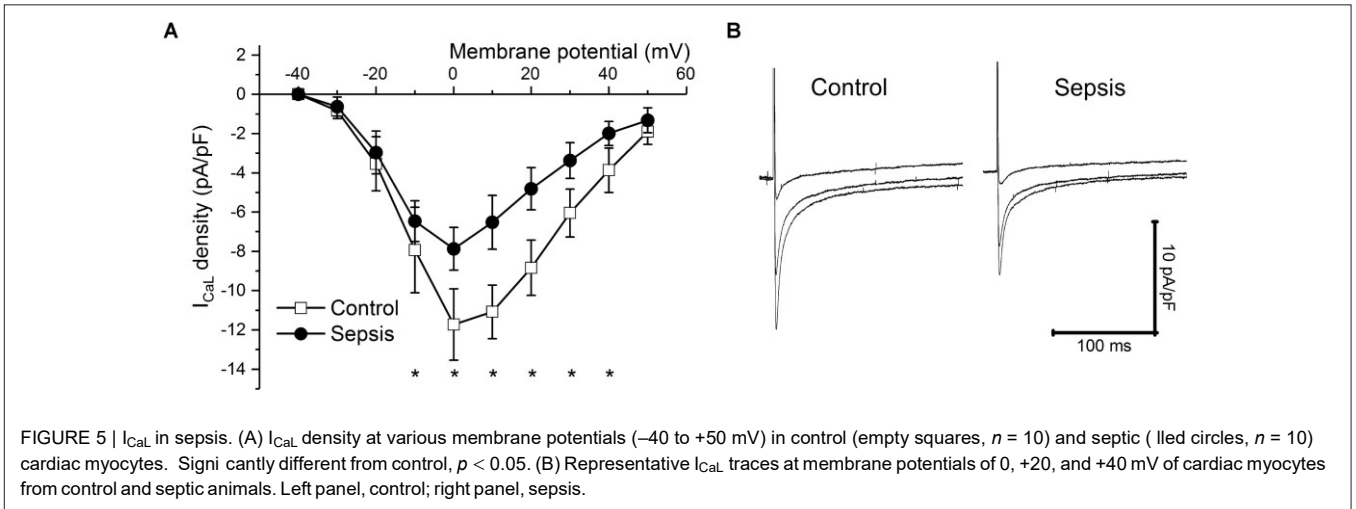 A
Membrane potential (mV)
-40 -20 0 20 40 60
2
0
-2
-4
-6
-8
-10
-12
-14
I_CaL density (pA/pF)
Control
Sepsis
* * * * * *
B
Control
Sepsis
10 pA/pF
100 ms
FIGURE 5 | I_CaL in sepsis. (A) I_CaL density at various membrane potentials (–40 to +50 mV) in control (empty squares, n = 10) and septic ( lled circles, n = 10)
cardiac myocytes. Signi cantly different from control, p < 0.05. (B) Representative I_CaL traces at membrane potentials of 0, +20, and +40 mV of cardiac myocytes
from control and septic animals. Left panel, control; right panel, sepsis.